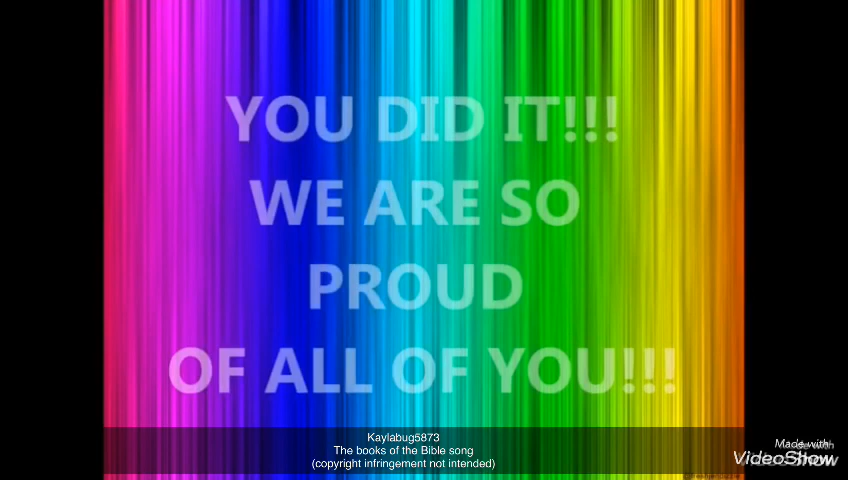 YOU DID IT!!!
WE ARE SO
PROUD
OF ALL OF YOU!!!
Kaylabug5873
The books of the Bible song
(copyright infringement not intended)
Made with
VideoShow